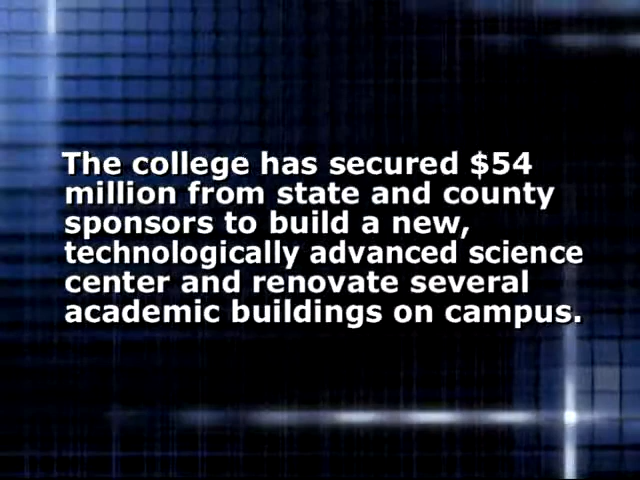 The college has secured $54
million from state and county
sponsors to build a new,
technologically advanced science
center and renovate several
academic buildings on campus.